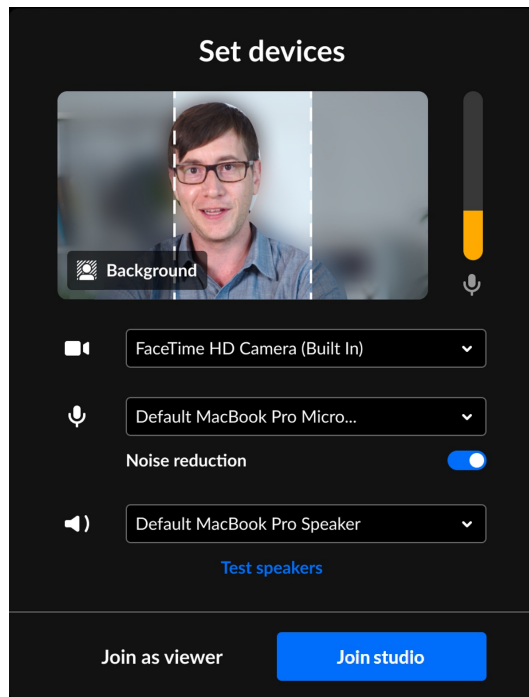 Set devices
Background
FaceTime HD Camera (Built In)
Default MacBook Pro Micro...
Noise reduction
Default MacBook Pro Speaker
Test speakers
Join as viewer
Join studio